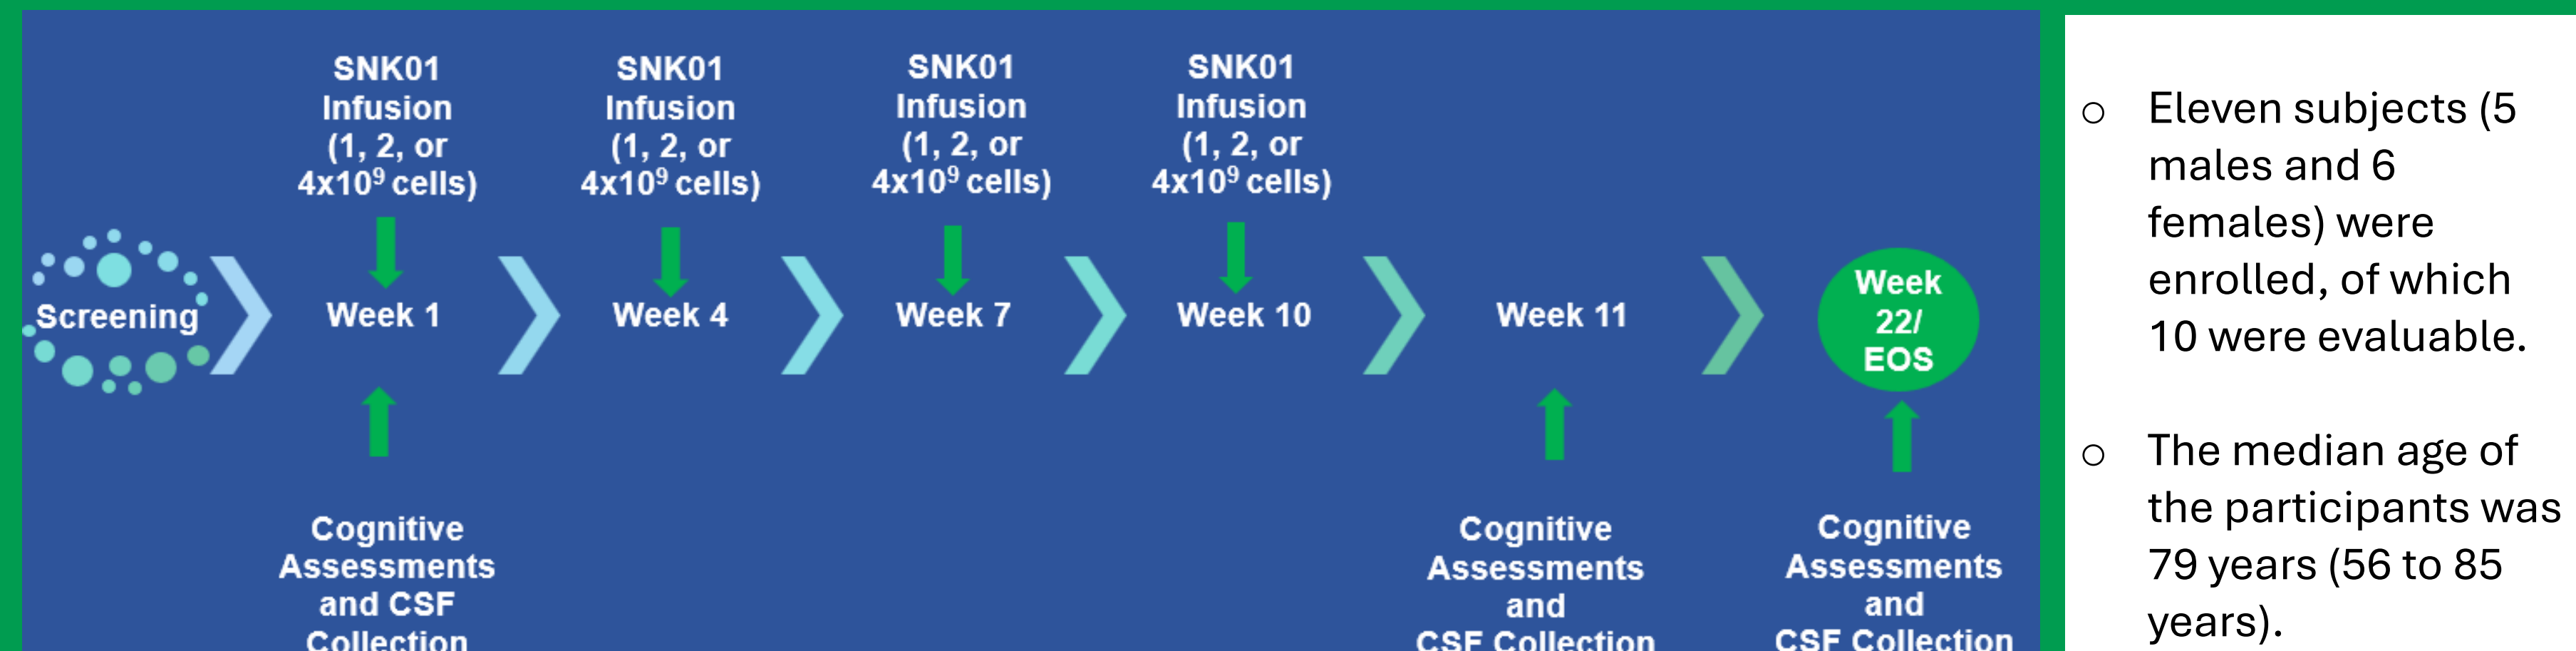 SNK01
Infusion
(1, 2, or
4x10⁹ cells)
SNK01
Infusion
(1, 2, or
4x10⁹ cells)
SNK01
Infusion
(1, 2, or
4x10⁹ cells)
SNK01
Infusion
(1, 2, or
4x10⁹ cells)
Screening
Week 1
Week 4
Week 7
Week 10
Week 11
Week
22/
EOS
Cognitive
Assessments
and CSF
Collection
Cognitive
Assessments
and
CSF Collection
Cognitive
Assessments
and
CSF Collection
o Eleven subjects (5
males and 6
females) were
enrolled, of which
10 were evaluable.
o The median age of
the participants was
79 years (56 to 85
years).